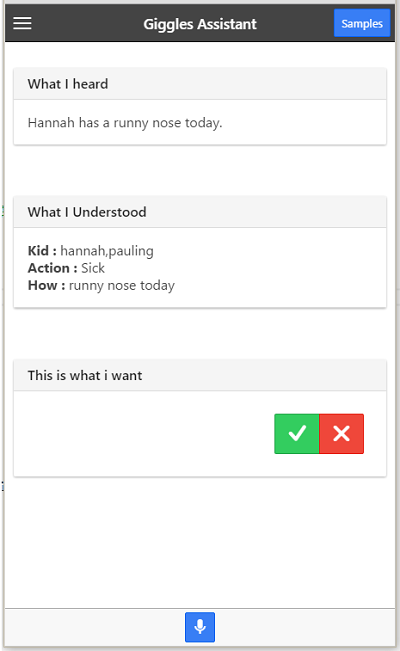 Giggles Assistant
Samples
What I heard
Hannah has a runny nose today.
What I Understood
Kid : hannah,pauling
Action : Sick
How : runny nose today
This is what i want